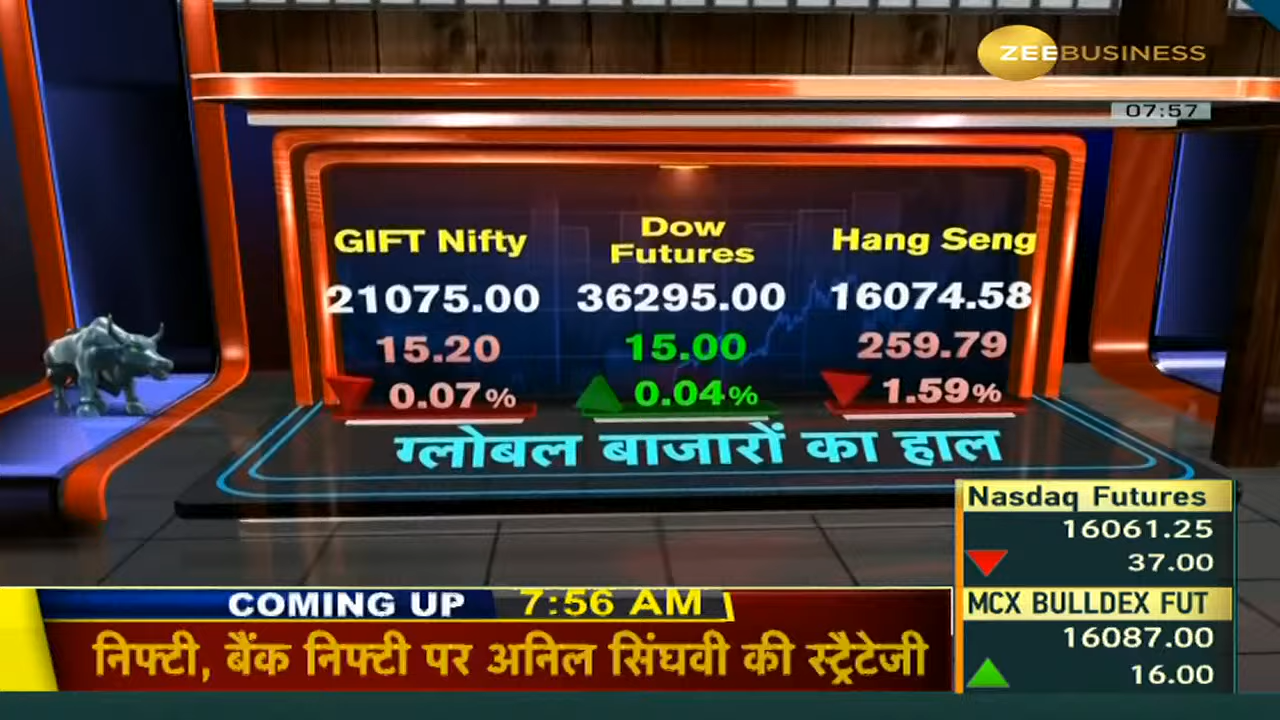 ZEEBUSINESS
07:57
GIFT Nifty
21075.00
15.20
0.07%
Dow
Futures
36295.00
15.00
0.04%
Hang Seng
16074.58
259.79
1.59%
ग्लोबल बाजारों का हाल
Nasdaq Futures
16061.25
37.00
MCX BULLDEX FUT
16087.00
16.00
COMING UP 7:56 AM
निफ्टी, बैंक निफ्टी पर अनिल सिंघवी की स्ट्रैटेजी